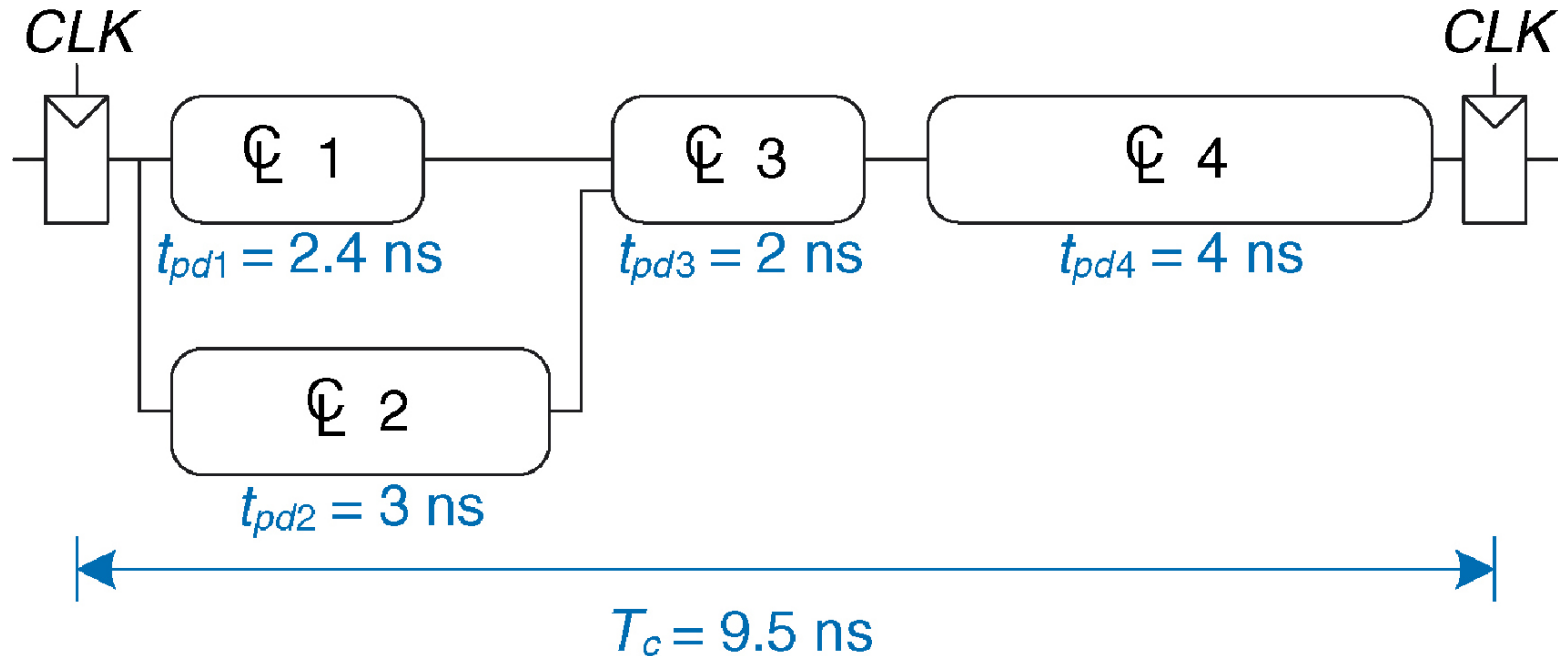 CLK
CLK
CL 1
CL 3
CL 4
tpd1 = 2.4 ns
tpd3 = 2 ns
tpd4 = 4 ns
CL 2
tpd2 = 3 ns
Tc = 9.5 ns